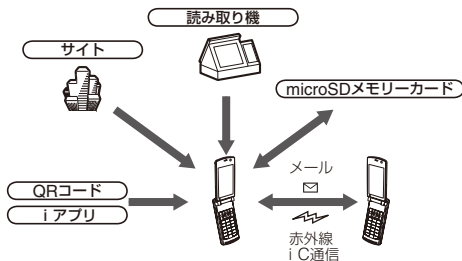 読み取り機
サイト
microSDメモリーカード
QRコード
iアプリ
メール
赤外線
iC通信